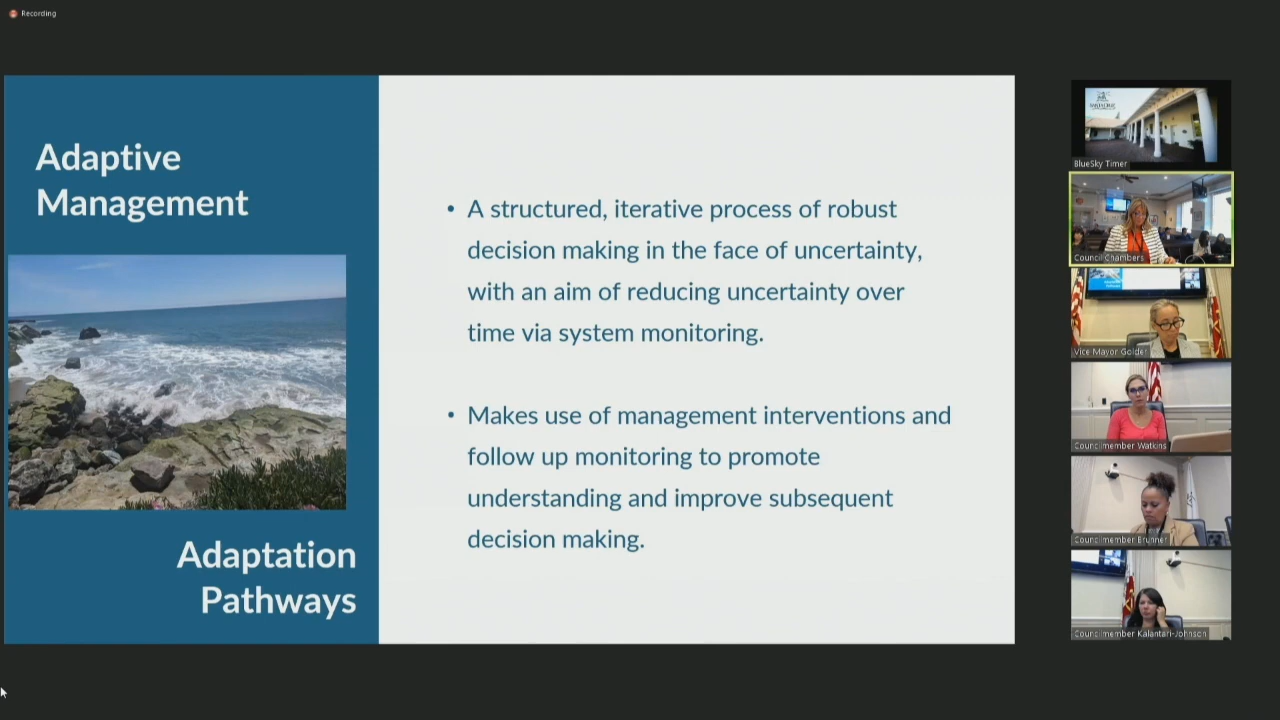 Recording
Adaptive
Management
Adaptation
Pathways
• A structured, iterative process of robust
decision making in the face of uncertainty,
with an aim of reducing uncertainty over
time via system monitoring.
• Makes use of management interventions and
follow up monitoring to promote
understanding and improve subsequent
decision making.
BlueSky Timer
Council Chambers
Vice Mayor Golder
Councilmember Watkins
Councilmember Brunner
Councilmember Kalantari-Johnson